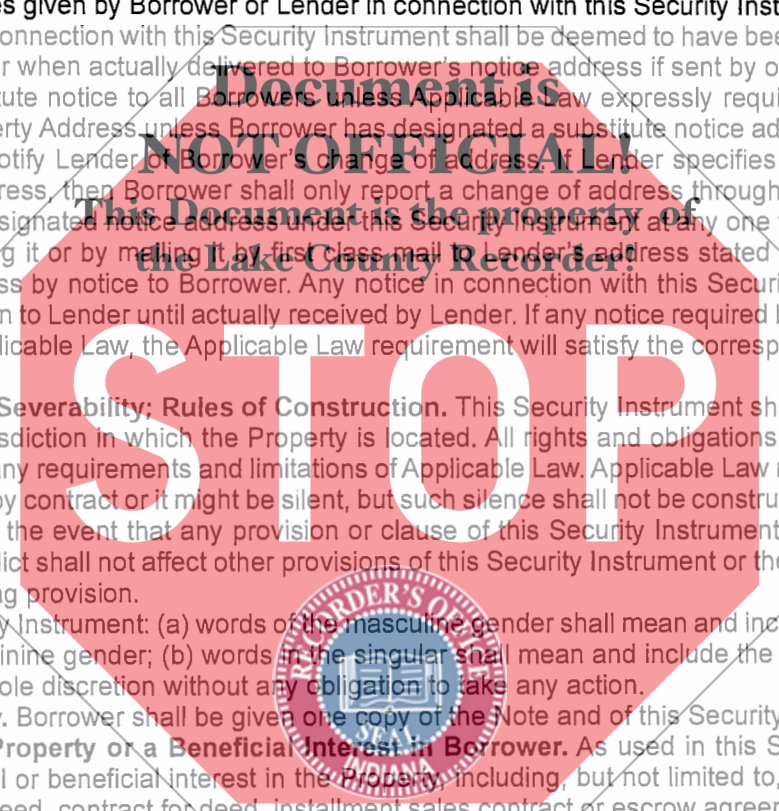 es given by Borrower or Lender in connection with this Security Inst
onnection with this Security Instrument shall be deemed to have bee
r when actually delivered to Borrower's notice address if sent by o
Document is
tute notice to all Borrowers unless Applicable Law expressly requi
erty Address unless Borrower has designated a substitute notice ad
NOT OFFICIAL!
otify Lender of Borrower's change of address. If Lender specifies
ress, then Borrower shall only report a change of address through
This Document is the property of
signated notice address under this Security Instrument at any one
g it or by mailing it by first class mail to Lender's address stated
the Lake County Recorder!
ss by notice to Borrower. Any notice in connection with this Securi
n to Lender until actually received by Lender. If any notice required
licable Law, the Applicable Law requirement will satisfy the corresp
STOP
Severability; Rules of Construction. This Security Instrument sh
sdiction in which the Property is located. All rights and obligations
any requirements and limitations of Applicable Law. Applicable Law
by contract or it might be silent, but such silence shall not be constru
the event that any provision or clause of this Security Instrument
lict shall not affect other provisions of this Security Instrument or the
g provision.
y Instrument: (a) words of the masculine gender shall mean and inc
inine gender; (b) words in the singular shall mean and include the
ole discretion without any obligation to take any action.
. Borrower shall be given one copy of the Note and of this Security
Property or a Beneficial Interest in Borrower. As used in this S
l or beneficial interest in the Property, including, but not limited to,
eed, contract for deed, installment sales contract or escrow agreem
RECORDER'S OFFICE
SEAL
INDIANA